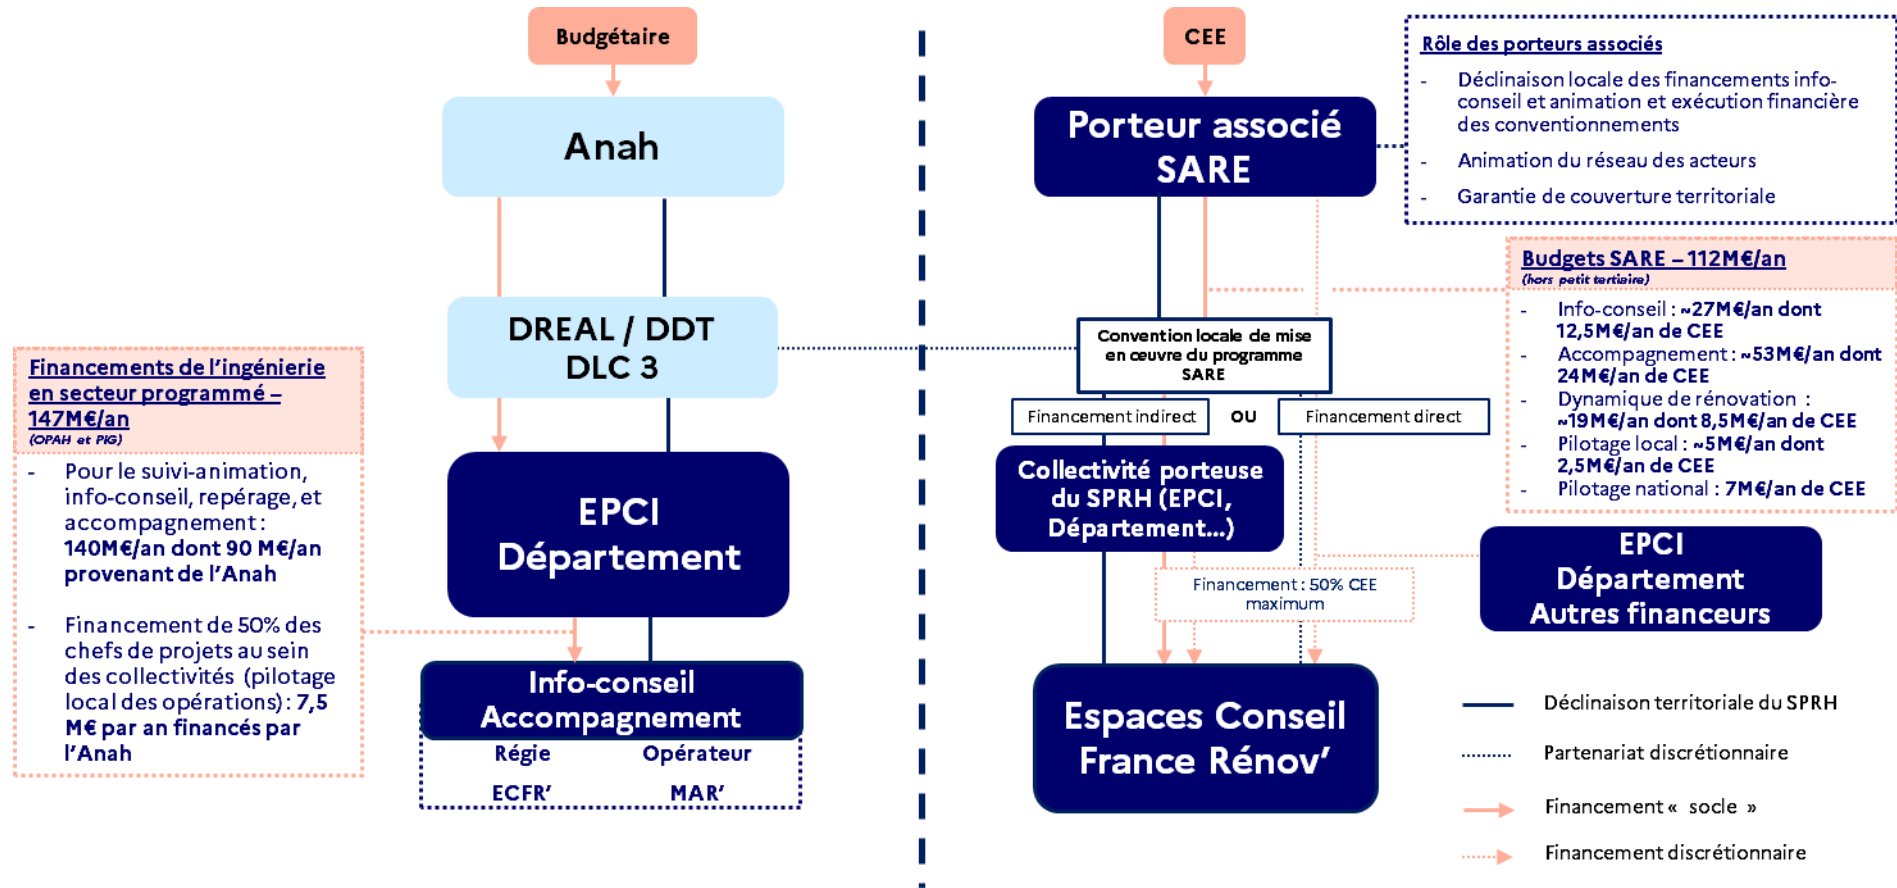 Budgétaire
Anah
DREAL / DDT
DLC 3
Financements de l'ingénierie
en secteur programmé –
147M€/an
(OPAH et PIG)
- Pour le suivi-animation,
info-conseil, repérage, et
accompagnement :
140M€/an dont 90 M€/an
provenant de l'Anah
- Financement de 50% des
chefs de projets au sein
des collectivités (pilotage
local des opérations) : 7,5
M€ par an financés par
l'Anah
EPCI
Département
Info-conseil
Accompagnement
Régie Opérateur
ECFR' MAR'
CEE
Porteur associé
SARE
Rôle des porteurs associés
- Déclinaison locale des financements info-
conseil et animation et exécution financière
des conventionnements
- Animation du réseau des acteurs
- Garantie de couverture territoriale
Budgets SARE – 112M€/an
(hors petit tertiaire)
- Info-conseil : ~27M€/an dont
12,5M€/an de CEE
- Accompagnement : ~53M€/an dont
24M€/an de CEE
- Dynamique de rénovation :
~19M€/an dont 8,5M€/an de CEE
- Pilotage local : ~5M€/an dont
2,5M€/an de CEE
- Pilotage national : 7M€/an de CEE
Convention locale de mise
en œuvre du programme
SARE
Financement indirect OU Financement direct
Collectivité porteuse
du SPRH (EPCI,
Département...)
Financement : 50% CEE
maximum
EPCI
Département
Autres financeurs
Espaces Conseil
France Rénov'
Déclinaison territoriale du SPRH
Partenariat discrétionnaire
Financement « socle »
Financement discrétionnaire